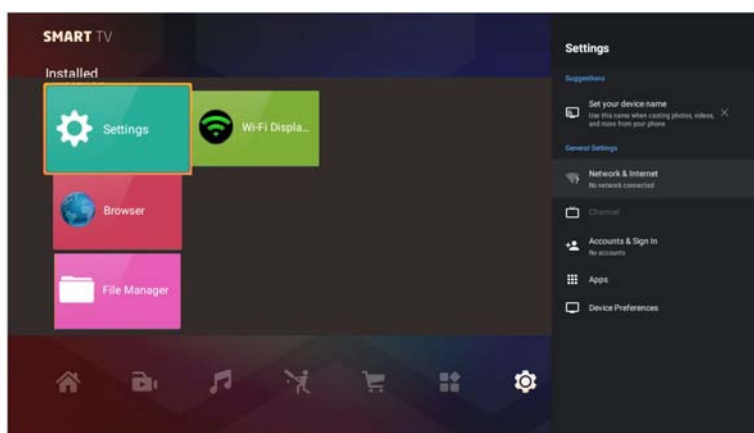 SMART TV
Installed
Settings
Wi-Fi Displa...
Browser
File Manager
Settings
Suggestions
Set your device name
Use this name when casting photos, videos,
and more from your phone
General Settings
Network & Internet
No network connected
Channel
Accounts & Sign In
No accounts
Apps
Device Preferences